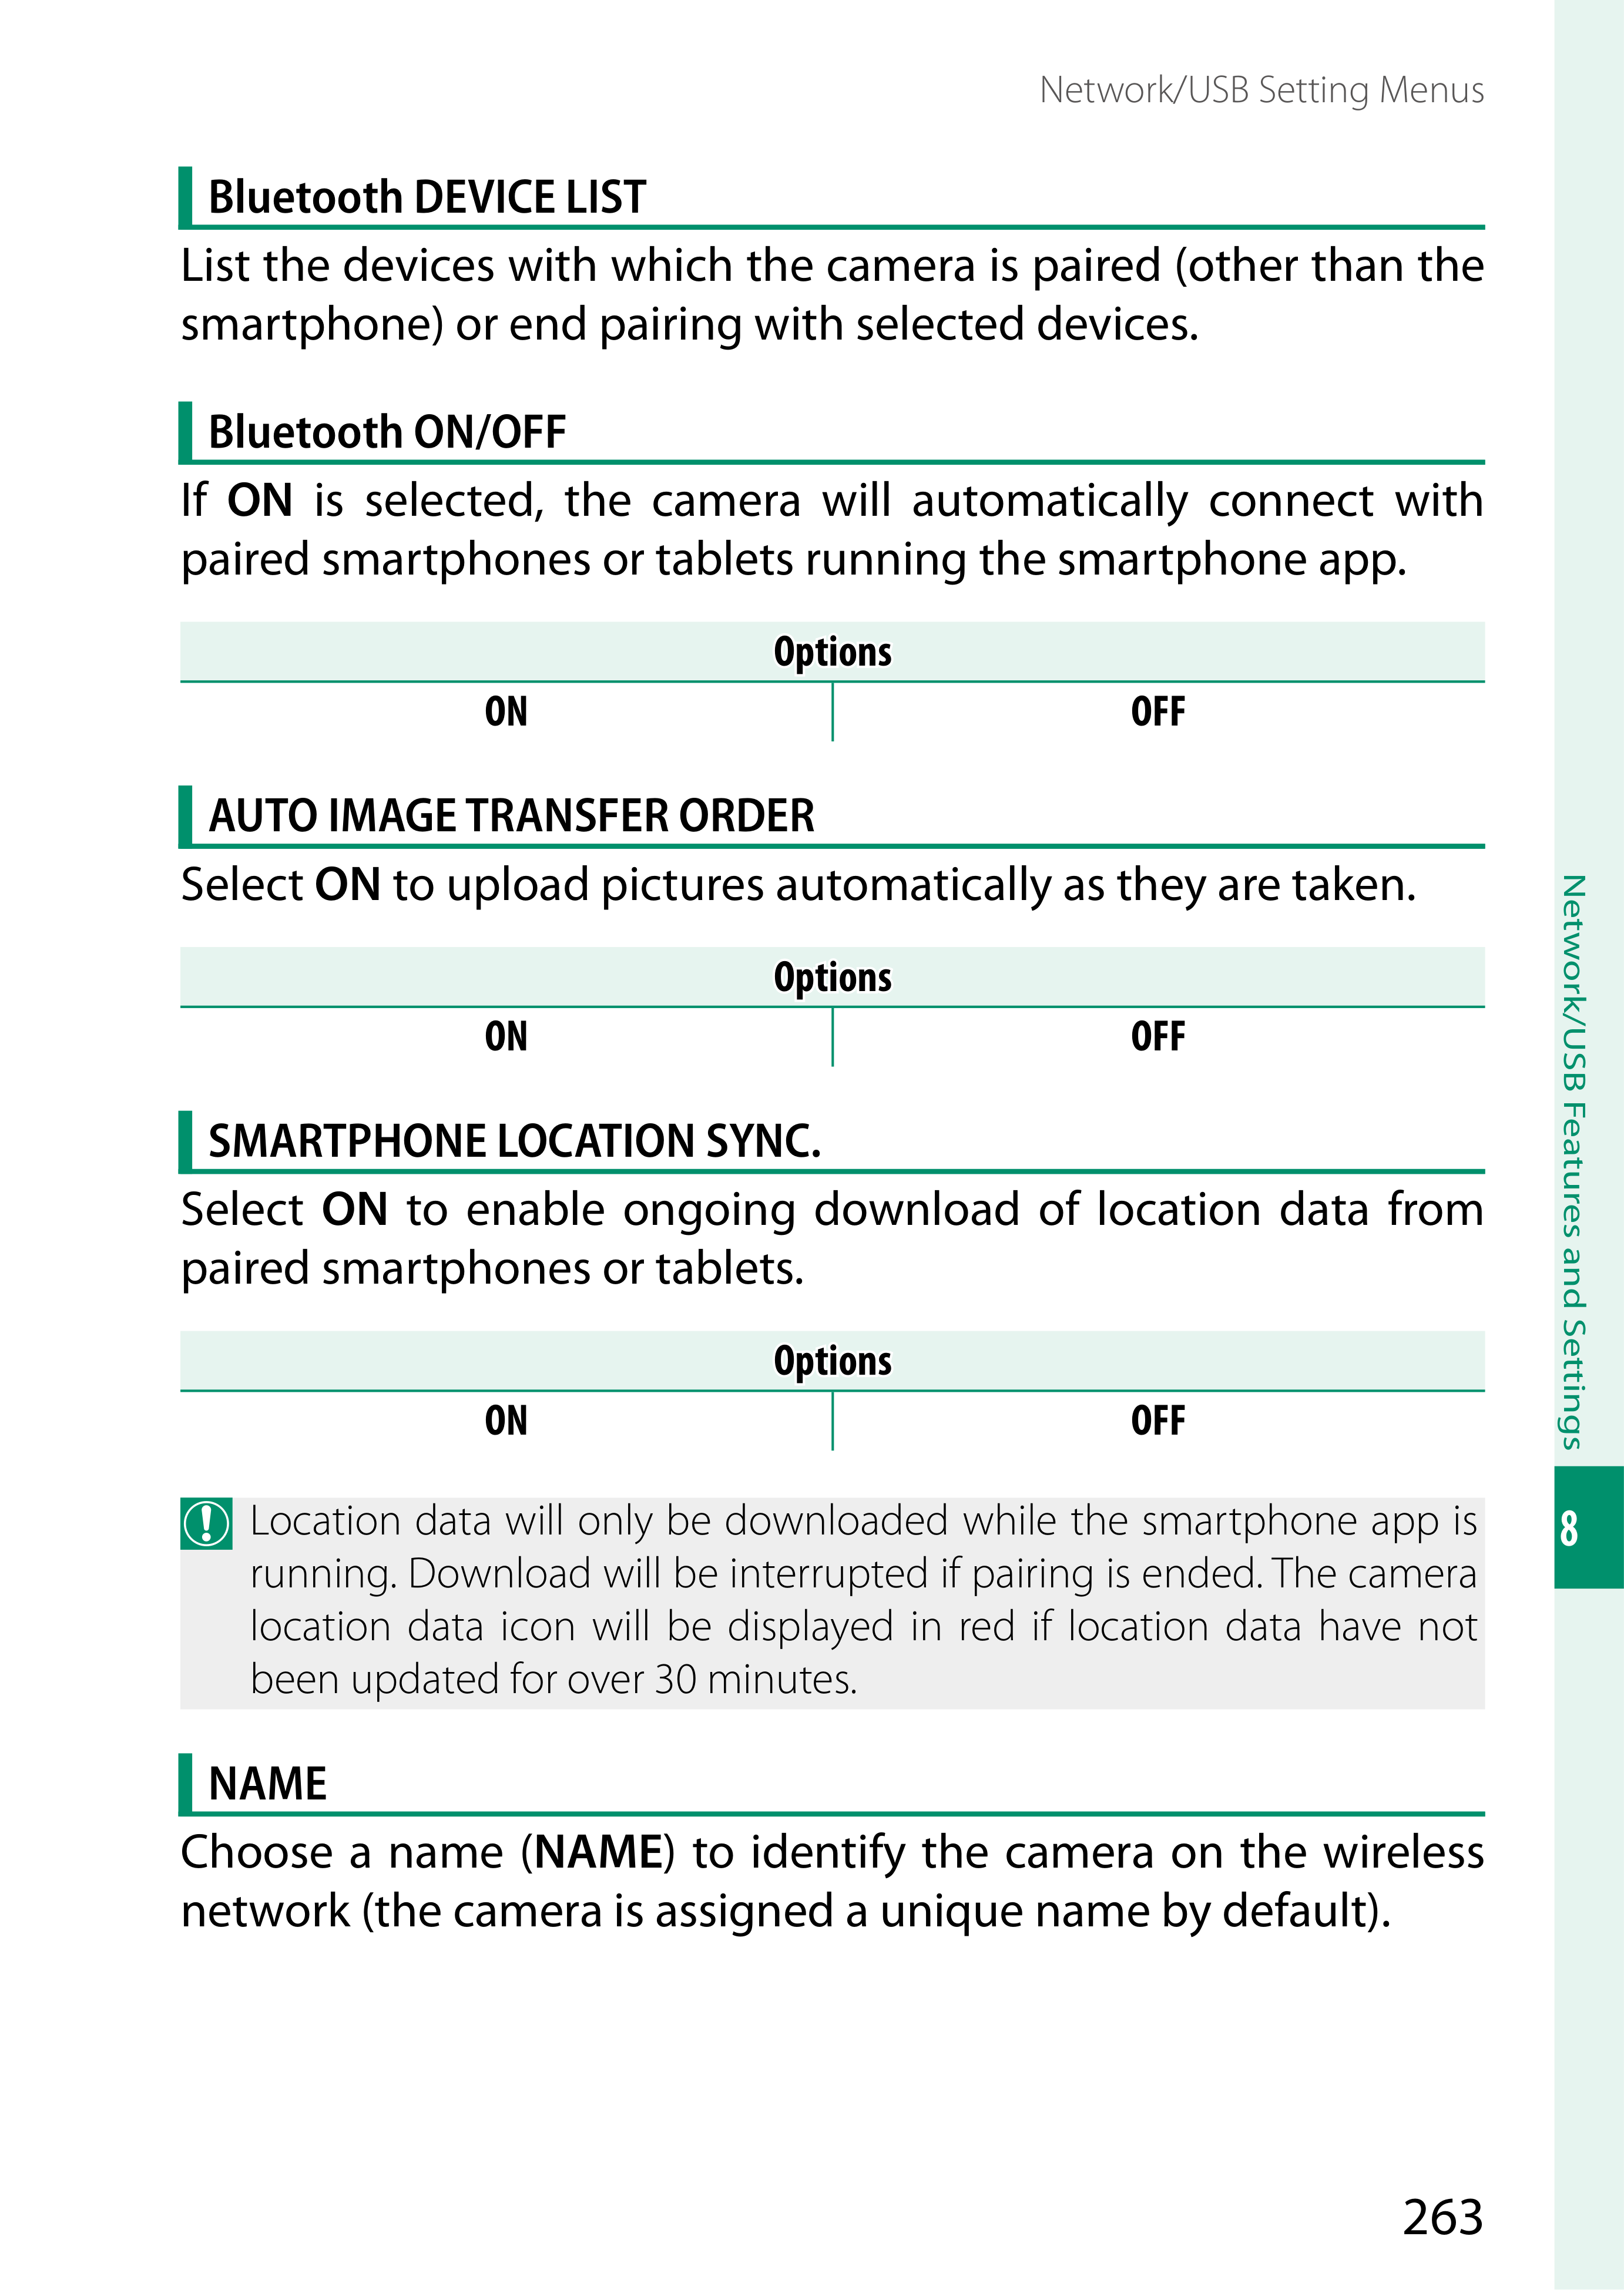 Network/USB Setting Menus
Bluetooth DEVICE LIST
List the devices with which the camera is paired (other than the
smartphone) or end pairing with selected devices.
Bluetooth ON/OFF
If ON is selected, the camera will automatically connect with
paired smartphones or tablets running the smartphone app.
Options
ON OFF
AUTO IMAGE TRANSFER ORDER
Select ON to upload pictures automatically as they are taken.
Options
ON OFF
SMARTPHONE LOCATION SYNC.
Select ON to enable ongoing download of location data from
paired smartphones or tablets.
Options
ON OFF
Location data will only be downloaded while the smartphone app is
running. Download will be interrupted if pairing is ended. The camera
location data icon will be displayed in red if location data have not
been updated for over 30 minutes.
NAME
Choose a name (NAME) to identify the camera on the wireless
network (the camera is assigned a unique name by default).
Network/USB Features and Settings
8
263